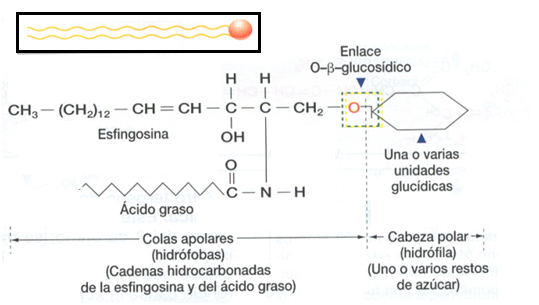 Enlace
O–β–glucosídico
H H
CH₃ — (CH₂)₁₂ — CH = CH — C — C — CH₂ — O
Esfingosina
OH
Una o varias
unidades
glucídicas
O
C — N — H
Ácido graso
Colas apolares
(hidrófobas)
(Cadenas hidrocarbonadas
de la esfingosina y del ácido graso)
Cabeza polar
(hidrófila)
(Uno o varios restos
de azúcar)